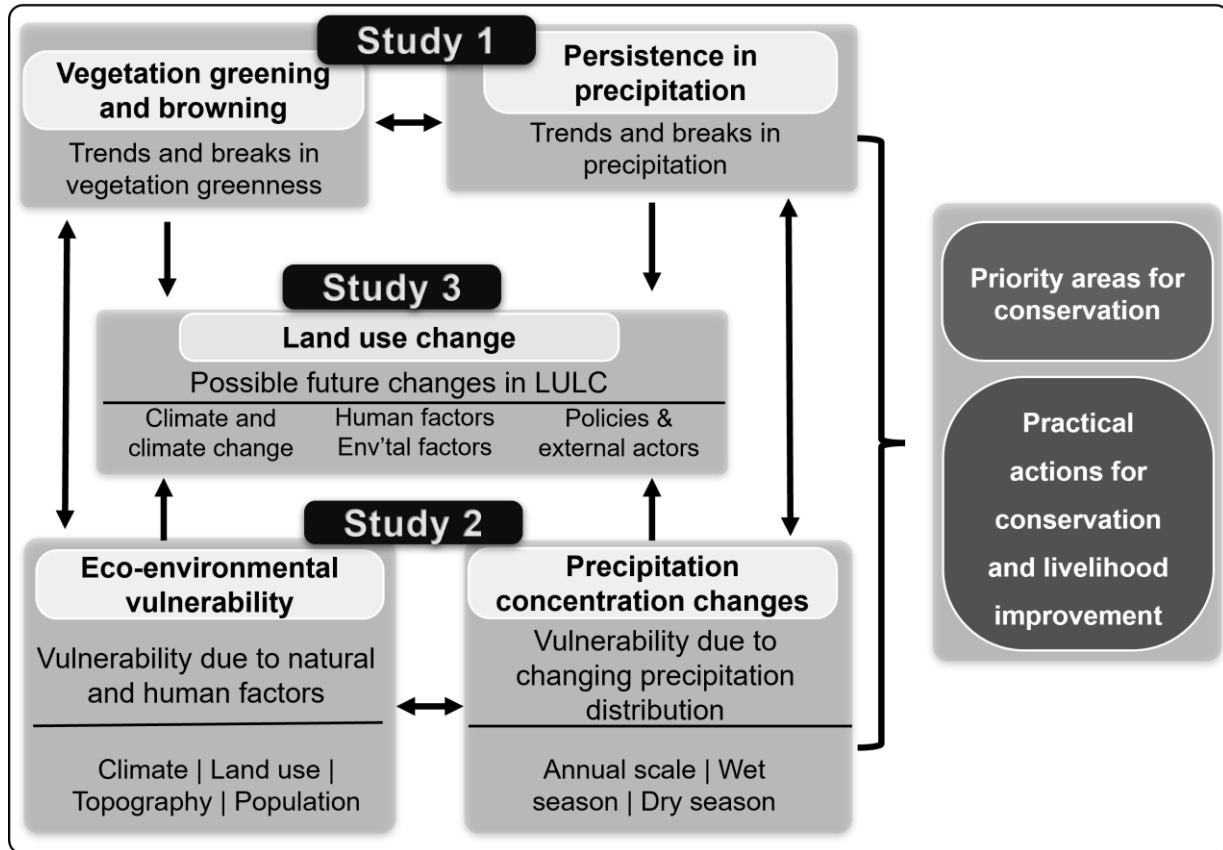 Study 1
Vegetation greening
and browning
Trends and breaks in
vegetation greenness
Persistence in
precipitation
Trends and breaks in
precipitation
Study 3
Land use change
Possible future changes in LULC
Climate and
climate change
Human factors
Env'tal factors
Policies &
external actors
Study 2
Eco-environmental
vulnerability
Vulnerability due to natural
and human factors
Climate | Land use |
Topography | Population
Precipitation
concentration changes
Vulnerability due to
changing precipitation
distribution
Annual scale | Wet
season | Dry season
Priority areas for
conservation
Practical
actions for
conservation
and livelihood
improvement